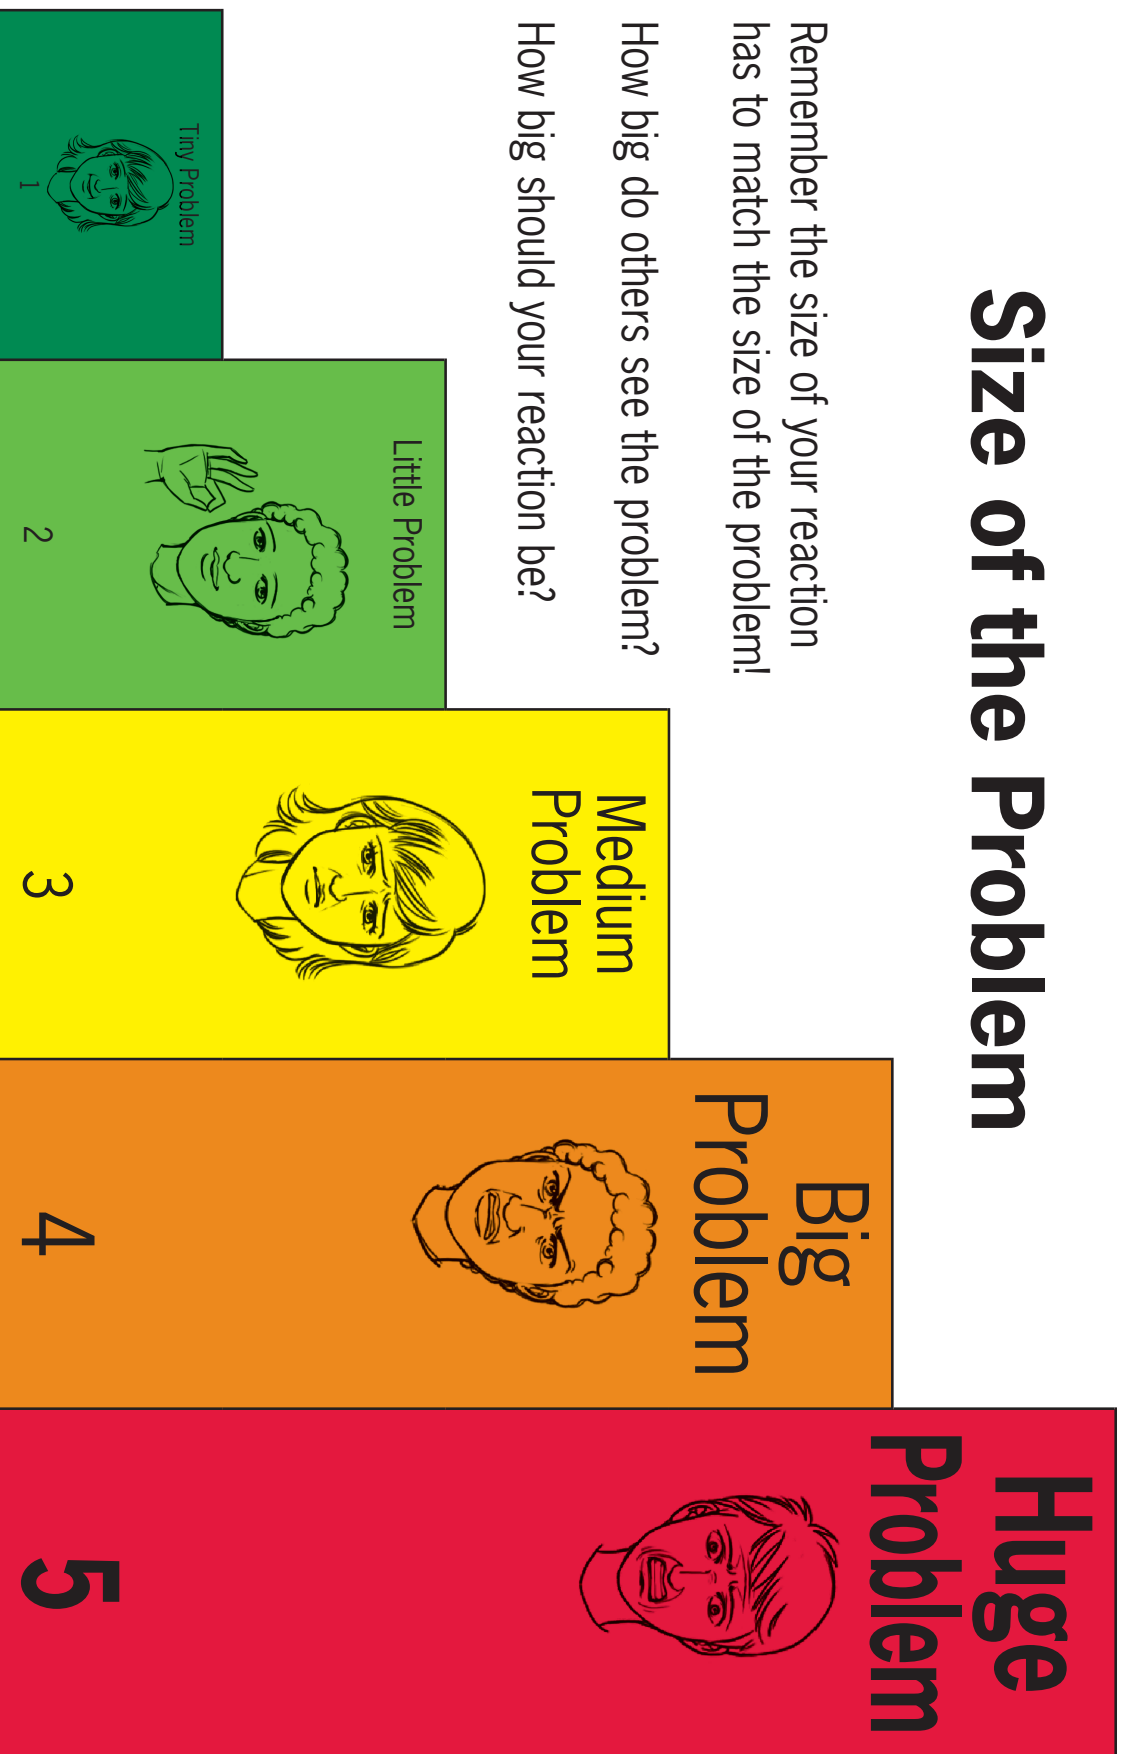 Size of the Problem
Remember the size of your reaction
has to match the size of the problem!
How big do others see the problem?
How big should your reaction be?
Tiny Problem
1
Little Problem
2
Medium
Problem
3
Big
Problem
4
Huge
Problem
5